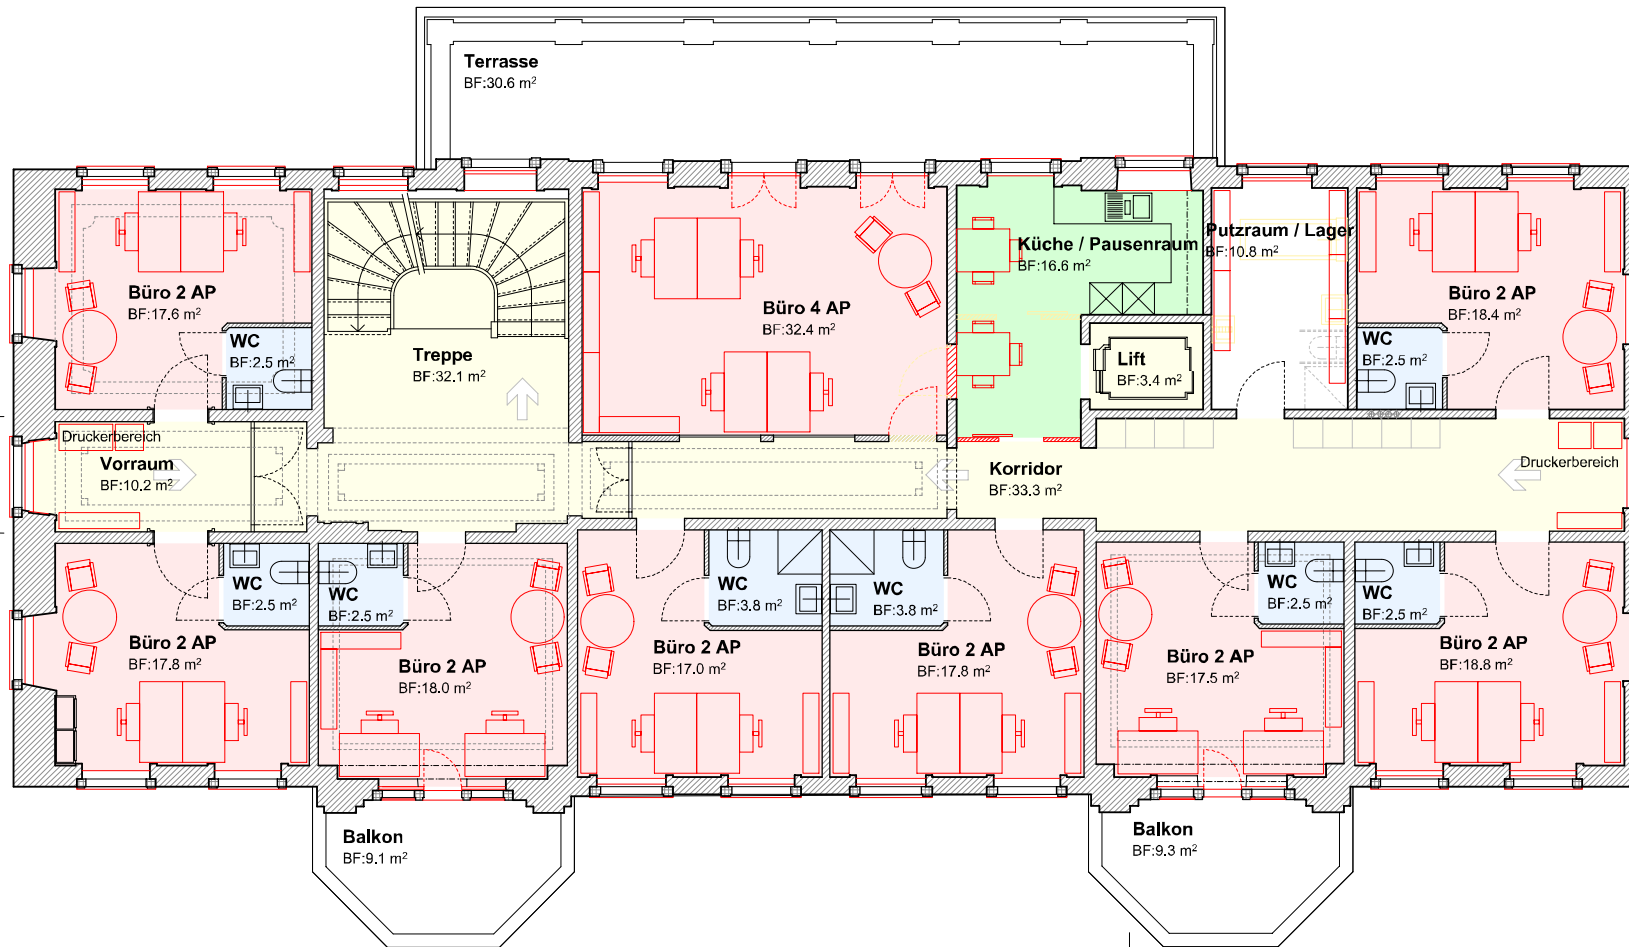 Terrasse
BF:30.6 m²
Büro 2 AP
BF:17.6 m²
WC
BF:2.5 m²
Treppe
BF:32.1 m²
Büro 4 AP
BF:32.4 m²
Küche / Pausenraum
BF:16.6 m²
Lift
BF:3.4 m²
Putzraum / Lager
BF:10.8 m²
Büro 2 AP
BF:18.4 m²
WC
BF:2.5 m²
Druckerbereich
Vorraum
BF:10.2 m²
Korridor
BF:33.3 m²
Druckerbereich
WC
BF:2.5 m²
Büro 2 AP
BF:17.8 m²
WC
BF:2.5 m²
Büro 2 AP
BF:18.0 m²
WC
BF:3.8 m²
Büro 2 AP
BF:17.0 m²
WC
BF:3.8 m²
Büro 2 AP
BF:17.8 m²
WC
BF:2.5 m²
Büro 2 AP
BF:17.5 m²
WC
BF:2.5 m²
Büro 2 AP
BF:18.8 m²
Balkon
BF:9.1 m²
Balkon
BF:9.3 m²